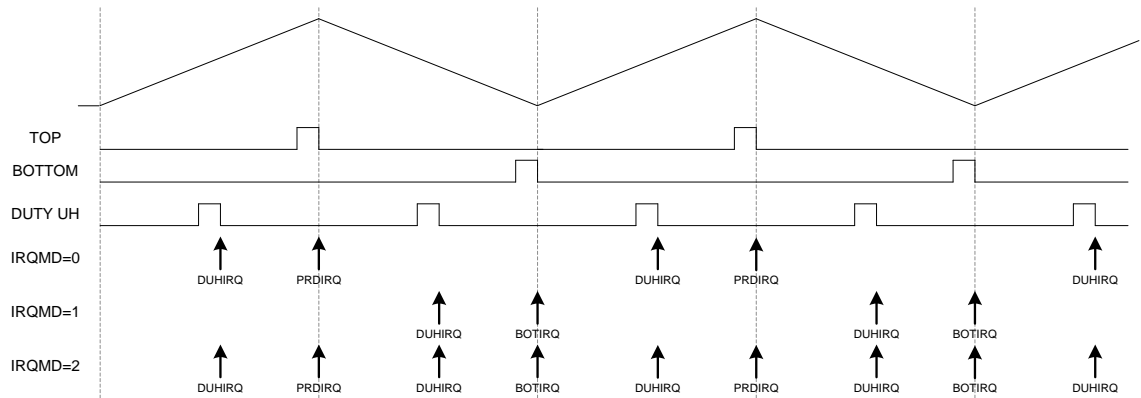 TOP
BOTTOM
DUTY UH
IRQMD=0
DUHIRQ PRDIRQ DUHIRQ PRDIRQ DUHIRQ
IRQMD=1
DUHIRQ BOTIRQ DUHIRQ BOTIRQ
IRQMD=2
DUHIRQ PRDIRQ DUHIRQ BOTIRQ DUHIRQ PRDIRQ DUHIRQ BOTIRQ DUHIRQ